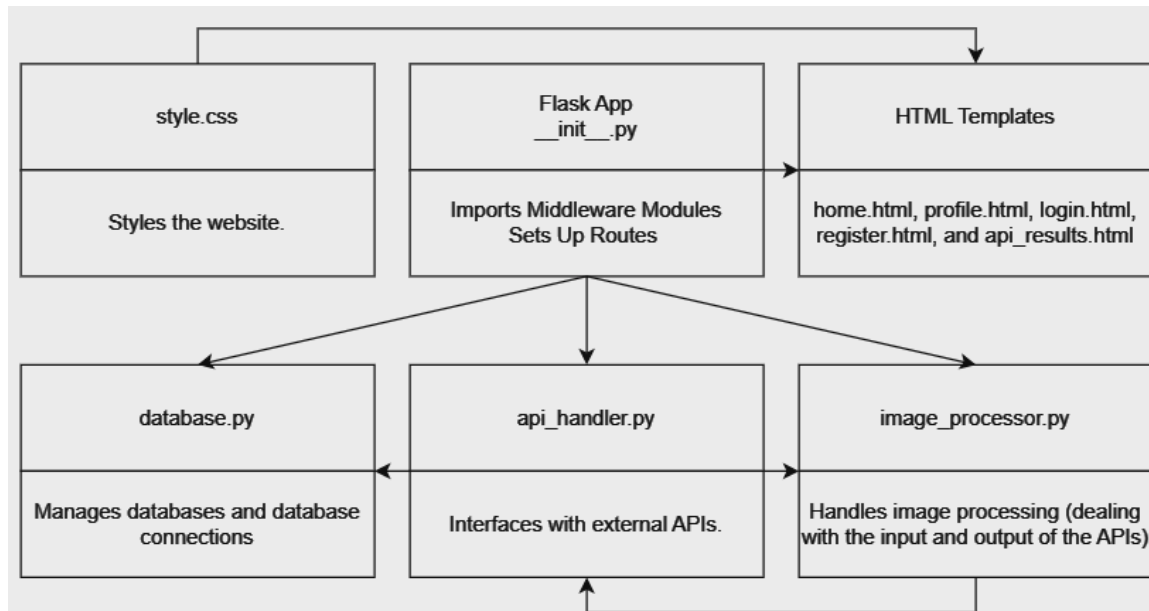 style.css
Styles the website.
Flask App
__init__.py
Imports Middleware Modules
Sets Up Routes
HTML Templates
home.html, profile.html, login.html,
register.html, and api_results.html
database.py
Manages databases and database
connections
api_handler.py
Interfaces with external APIs.
image_processor.py
Handles image processing (dealing
with the input and output of the APIs)